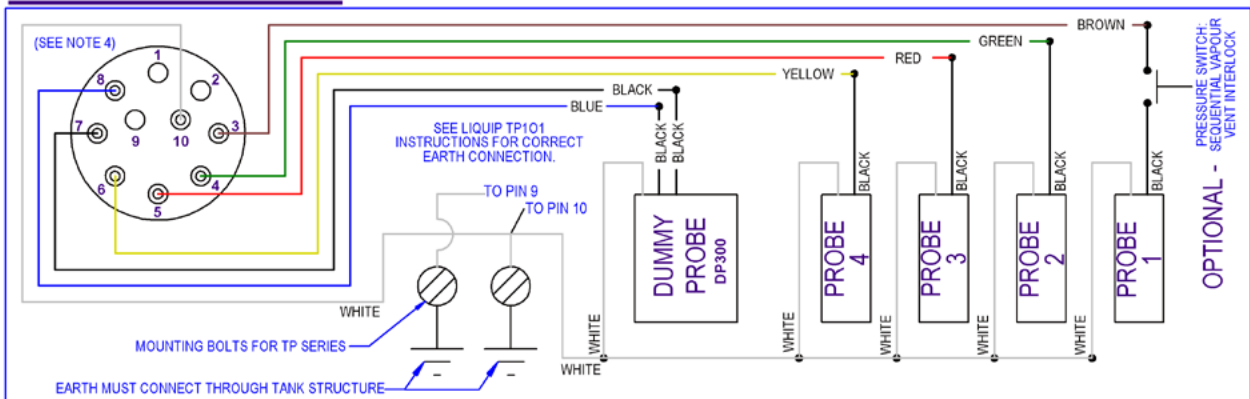 (SEE NOTE 4)
1
2
3
4
5
6
7
8
9
10
BROWN
GREEN
RED
YELLOW
BLACK
BLUE
SEE LIQUIP TP101
INSTRUCTIONS FOR CORRECT
EARTH CONNECTION.
TO PIN 9
TO PIN 10
WHITE
MOUNTING BOLTS FOR TP SERIES
EARTH MUST CONNECT THROUGH TANK STRUCTURE
WHITE
BLACK
BLACK
DUMMY
PROBE
DP300
WHITE
BLACK
PROBE
4
WHITE
BLACK
PROBE
3
WHITE
BLACK
PROBE
2
WHITE
BLACK
PROBE
1
WHITE
OPTIONAL -
PRESSURE SWITCH:
SEQUENTIAL VAPOUR
VENT INTERLOCK